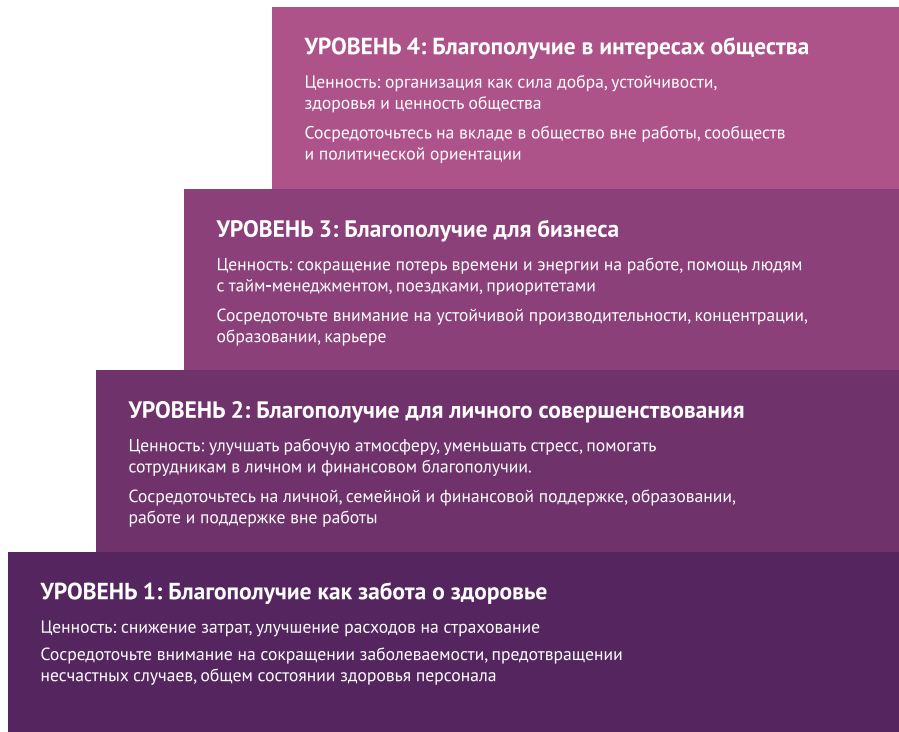 УРОВЕНЬ 4: Благополучие в интересах общества
Ценность: организация как сила добра, устойчивости,
здоровья и ценность общества
Сосредоточьтесь на вкладе в общество вне работы, сообществ
и политической ориентации
УРОВЕНЬ 3: Благополучие для бизнеса
Ценность: сокращение потерь времени и энергии на работе, помощь людям
с тайм-менеджментом, поездками, приоритетами
Сосредоточьте внимание на устойчивой производительности, концентрации,
образовании, карьере
УРОВЕНЬ 2: Благополучие для личного совершенствования
Ценность: улучшать рабочую атмосферу, уменьшать стресс, помогать
сотрудникам в личном и финансовом благополучии.
Сосредоточьтесь на личной, семейной и финансовой поддержке, образовании,
работе и поддержке вне работы
УРОВЕНЬ 1: Благополучие как забота о здоровье
Ценность: снижение затрат, улучшение расходов на страхование
Сосредоточьте внимание на сокращении заболеваемости, предотвращении
несчастных случаев, общем состоянии здоровья персонала